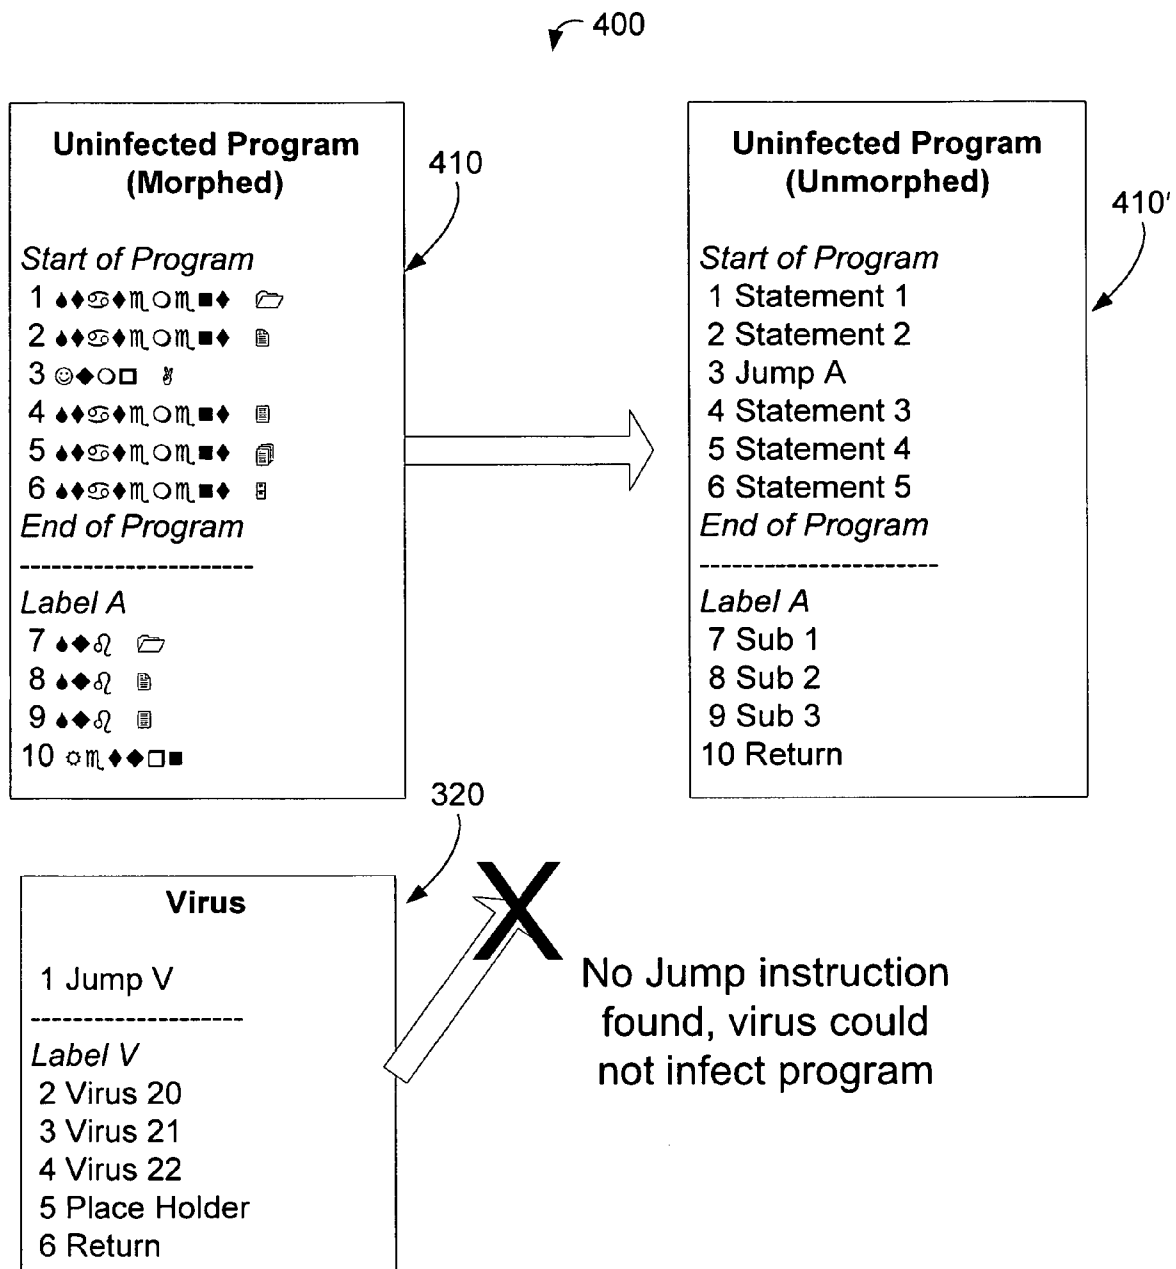 400
Uninfected Program
(Morphed)
410
Start of Program
1 💧⧫♋⧫♏❍♏■⧫ 📂
2 💧⧫♋⧫♏❍♏■⧫ 📄
3 ☺◆❍□ ✌
4 💧⧫♋⧫♏❍♏■⧫ 🗏
5 💧⧫♋⧫♏❍♏■⧫ 🗐
6 💧⧫♋⧫♏❍♏■⧫ 🗄
End of Program
----------------------
Label A
7 💧◆♌ 📂
8 💧◆♌ 📄
9 💧◆♌ 🗏
10 ☼♏⧫◆❑■
Uninfected Program
(Unmorphed)
410'
Start of Program
1 Statement 1
2 Statement 2
3 Jump A
4 Statement 3
5 Statement 4
6 Statement 5
End of Program
----------------------
Label A
7 Sub 1
8 Sub 2
9 Sub 3
10 Return
320
Virus
1 Jump V
--------------------
Label V
2 Virus 20
3 Virus 21
4 Virus 22
5 Place Holder
6 Return
X
No Jump instruction
found, virus could
not infect program